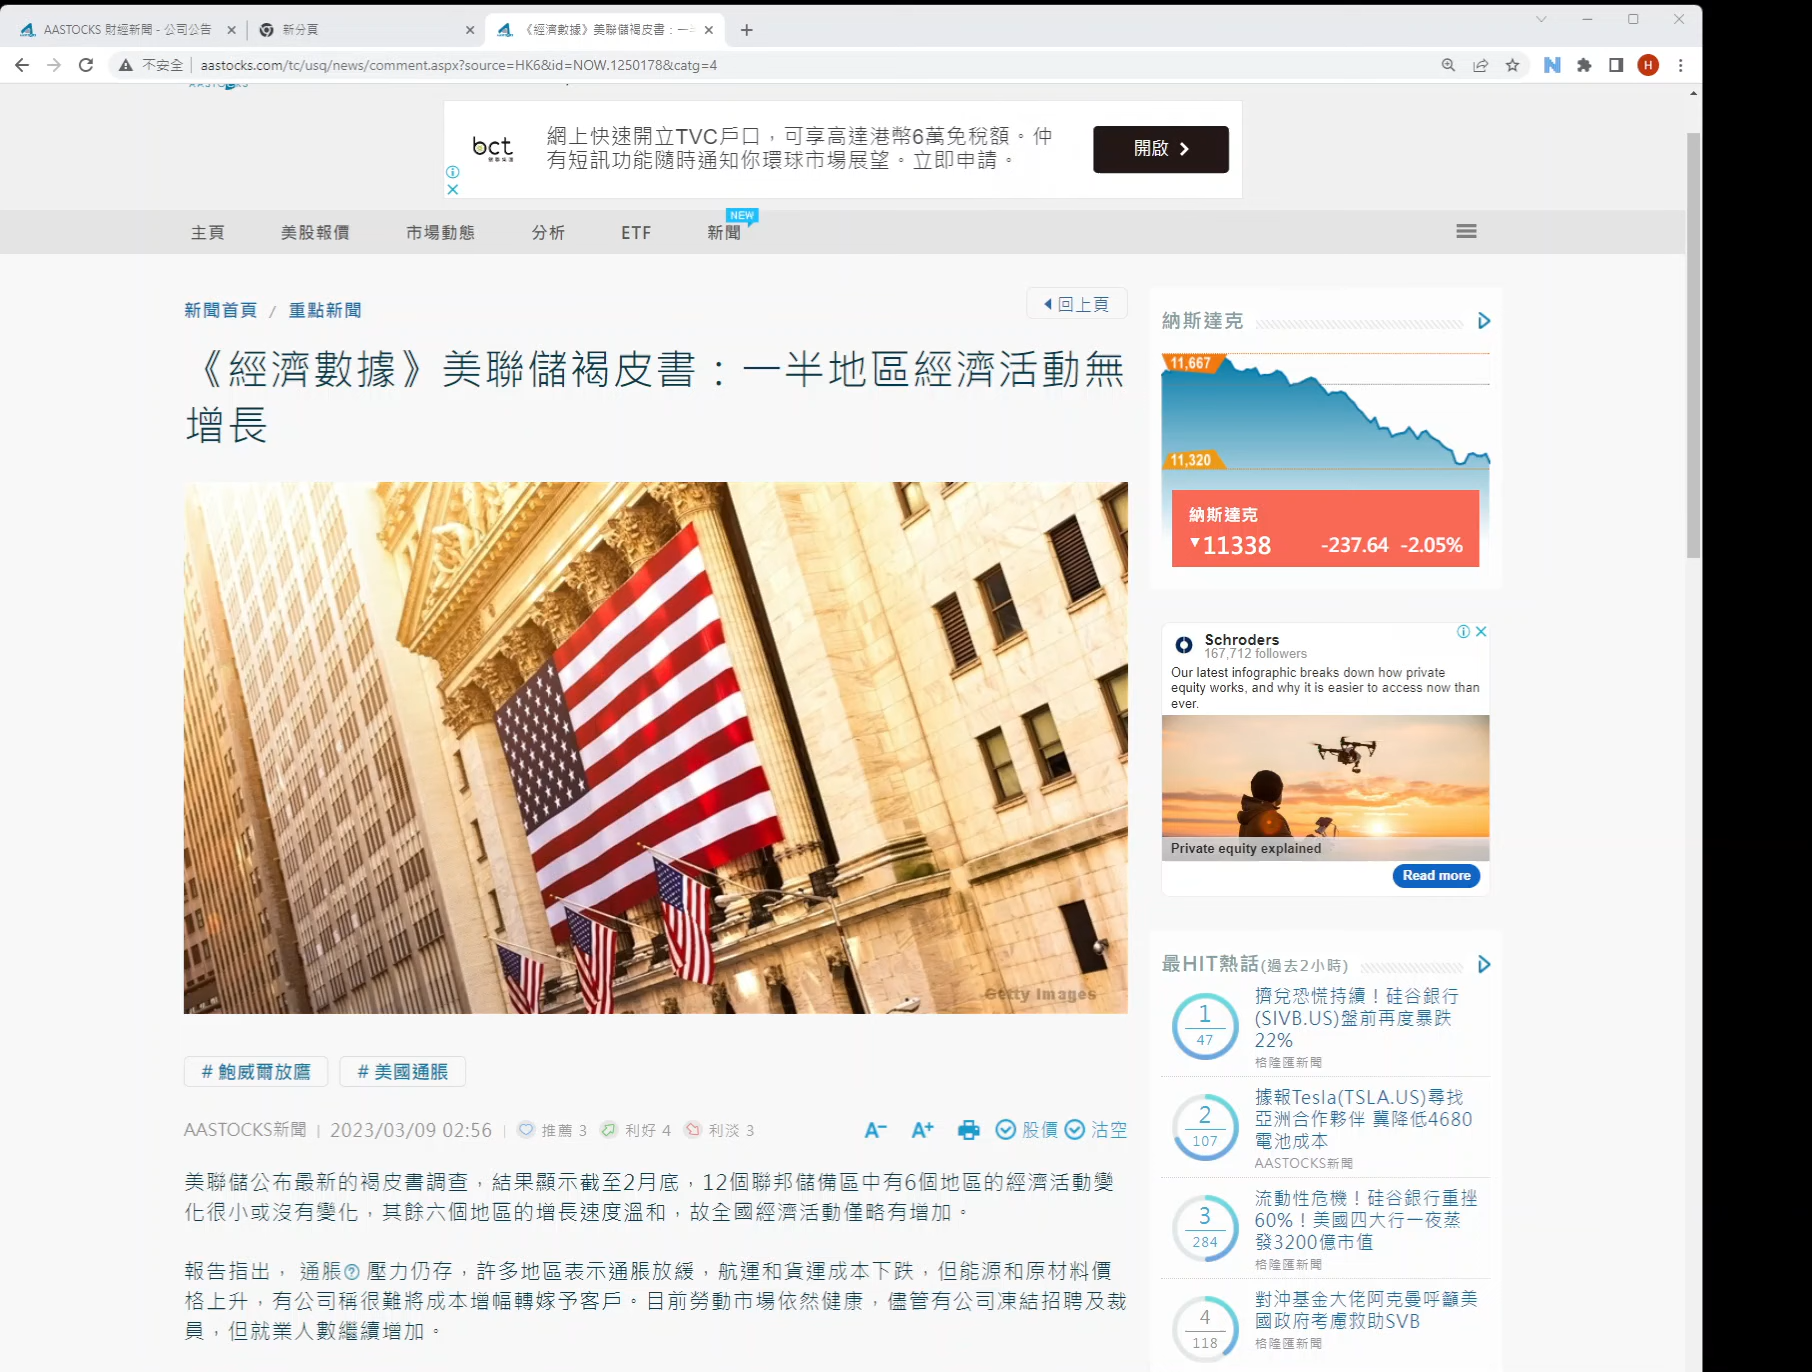 AASTOCKS 財經新聞 - 公司公告
新分頁
《經濟數據》美聯儲褐皮書：一半
不安全
aastocks.com/tc/usq/news/comment.aspx?source=HK6&id=NOW.1250178&catg=4
N
H
bct
網上快速開立TVC戶口，可享高達港幣6萬免稅額。仲
有短訊功能隨時通知你環球市場展望。立即申請。
開啟
主頁
美股報價
市場動態
分析
ETF
新聞
NEW
新聞首頁 / 重點新聞
回上頁
《經濟數據》美聯儲褐皮書：一半地區經濟活動無
增長
Getty Images
# 鮑威爾放鷹
# 美國通脹
AASTOCKS新聞 | 2023/03/09 02:56 | 推薦 3 利好 4 利淡 3
A- A+ 股價 沽空
美聯儲公布最新的褐皮書調查，結果顯示截至2月底，12個聯邦儲備區中有6個地區的經濟活動變
化很小或沒有變化，其餘六個地區的增長速度溫和，故全國經濟活動僅略有增加。
報告指出， 通脹? 壓力仍存，許多地區表示通脹放緩，航運和貨運成本下跌，但能源和原材料價
格上升，有公司稱很難將成本增幅轉嫁予客戶。目前勞動市場依然健康，儘管有公司凍結招聘及裁
員，但就業人數繼續增加。
納斯達克
11,667
11,320
納斯達克
▼11338 -237.64 -2.05%
Schroders
167,712 followers
Our latest infographic breaks down how private
equity works, and why it is easier to access now than
ever.
Private equity explained
Read more
最HIT熱話(過去2小時)
1
47
擠兌恐慌持續！硅谷銀行
(SIVB.US)盤前再度暴跌
22%
格隆匯新聞
2
107
據報Tesla(TSLA.US)尋找
亞洲合作夥伴 冀降低4680
電池成本
AASTOCKS新聞
3
284
流動性危機！硅谷銀行重挫
60%！美國四大行一夜蒸
發3200億市值
格隆匯新聞
4
118
對沖基金大佬阿克曼呼籲美
國政府考慮救助SVB
格隆匯新聞